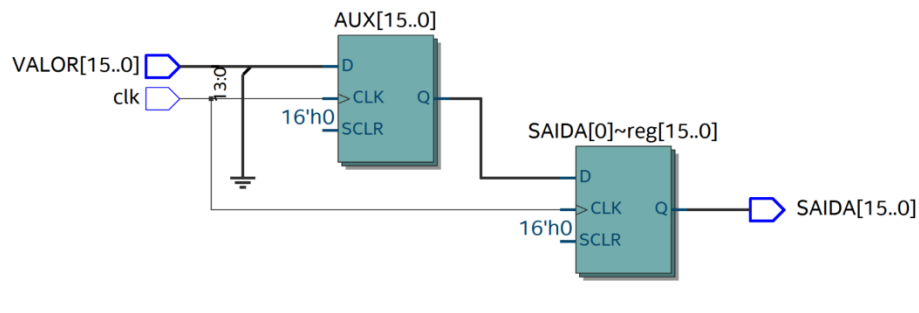 AUX[15..0]
VALOR[15..0]
13:0
D
clk
CLK
Q
16'h0
SCLR
SAIDA[0]~reg[15..0]
D
CLK
Q
SAIDA[15..0]
16'h0
SCLR